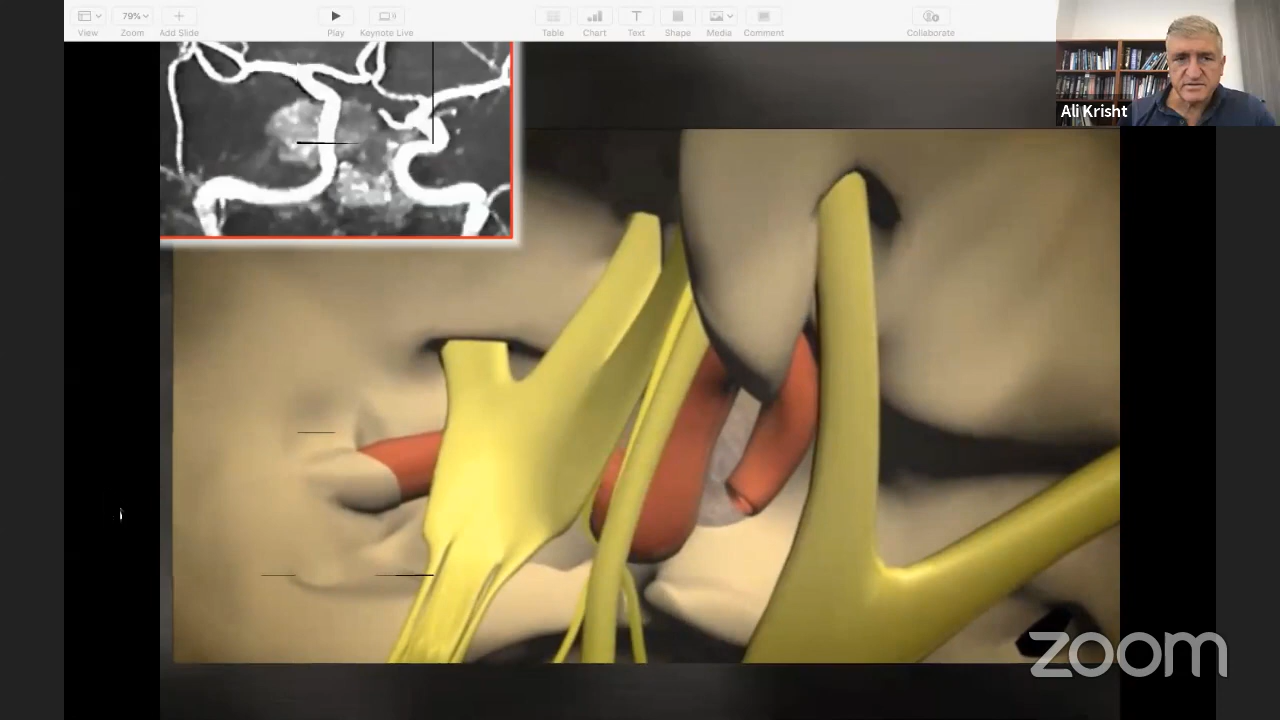 79%
View
Zoom
Add Slide
Play
Keynote Live
Table
Chart
Text
Shape
Media
Comment
Collaborate
Ali Krisht
zoom